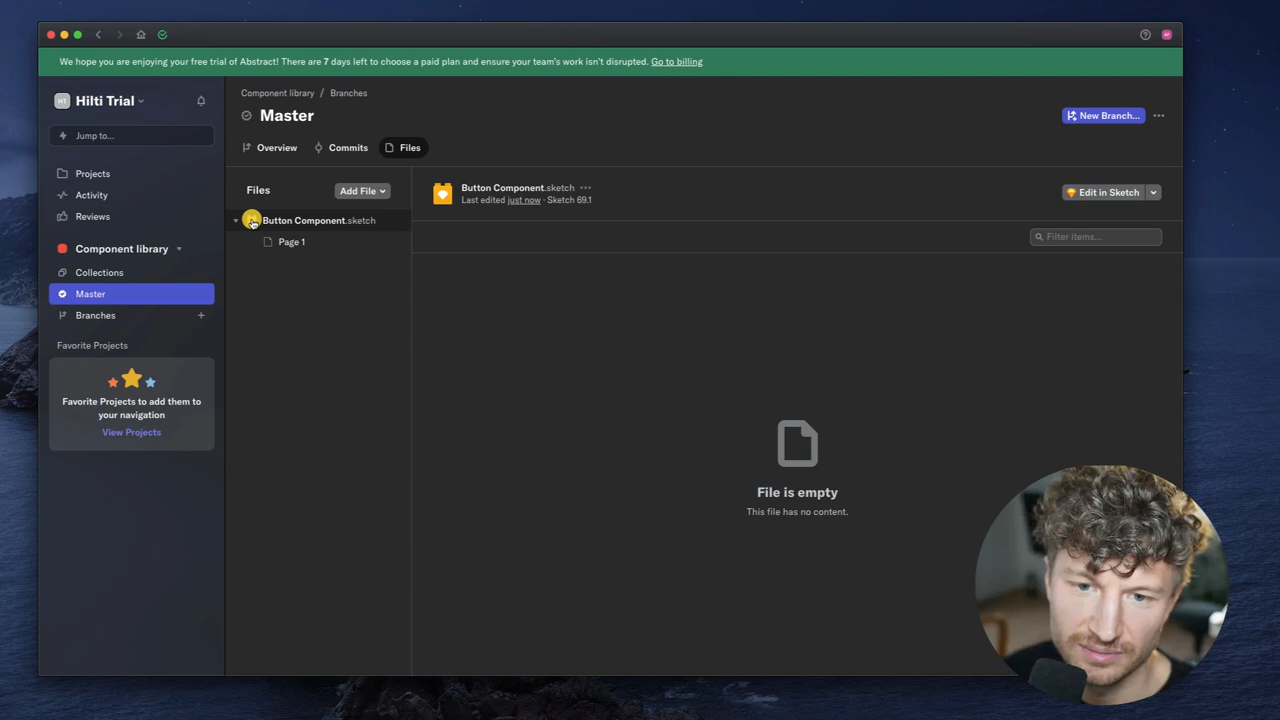 We hope you are enjoying your free trial of Abstract! There are 7 days left to choose a paid plan and ensure your team's work isn't disrupted. Go to billing
HT Hilti Trial
Jump to...
Projects
Activity
Reviews
Component library
Collections
Master
Branches +
Favorite Projects
Favorite Projects to add them to
your navigation
View Projects
Component library / Branches
Master
New Branch...
Overview Commits Files
Files Add File
Button Component.sketch
Page 1
Button Component.sketch
Last edited just now · Sketch 69.1
Edit in Sketch
Filter items...
File is empty
This file has no content.